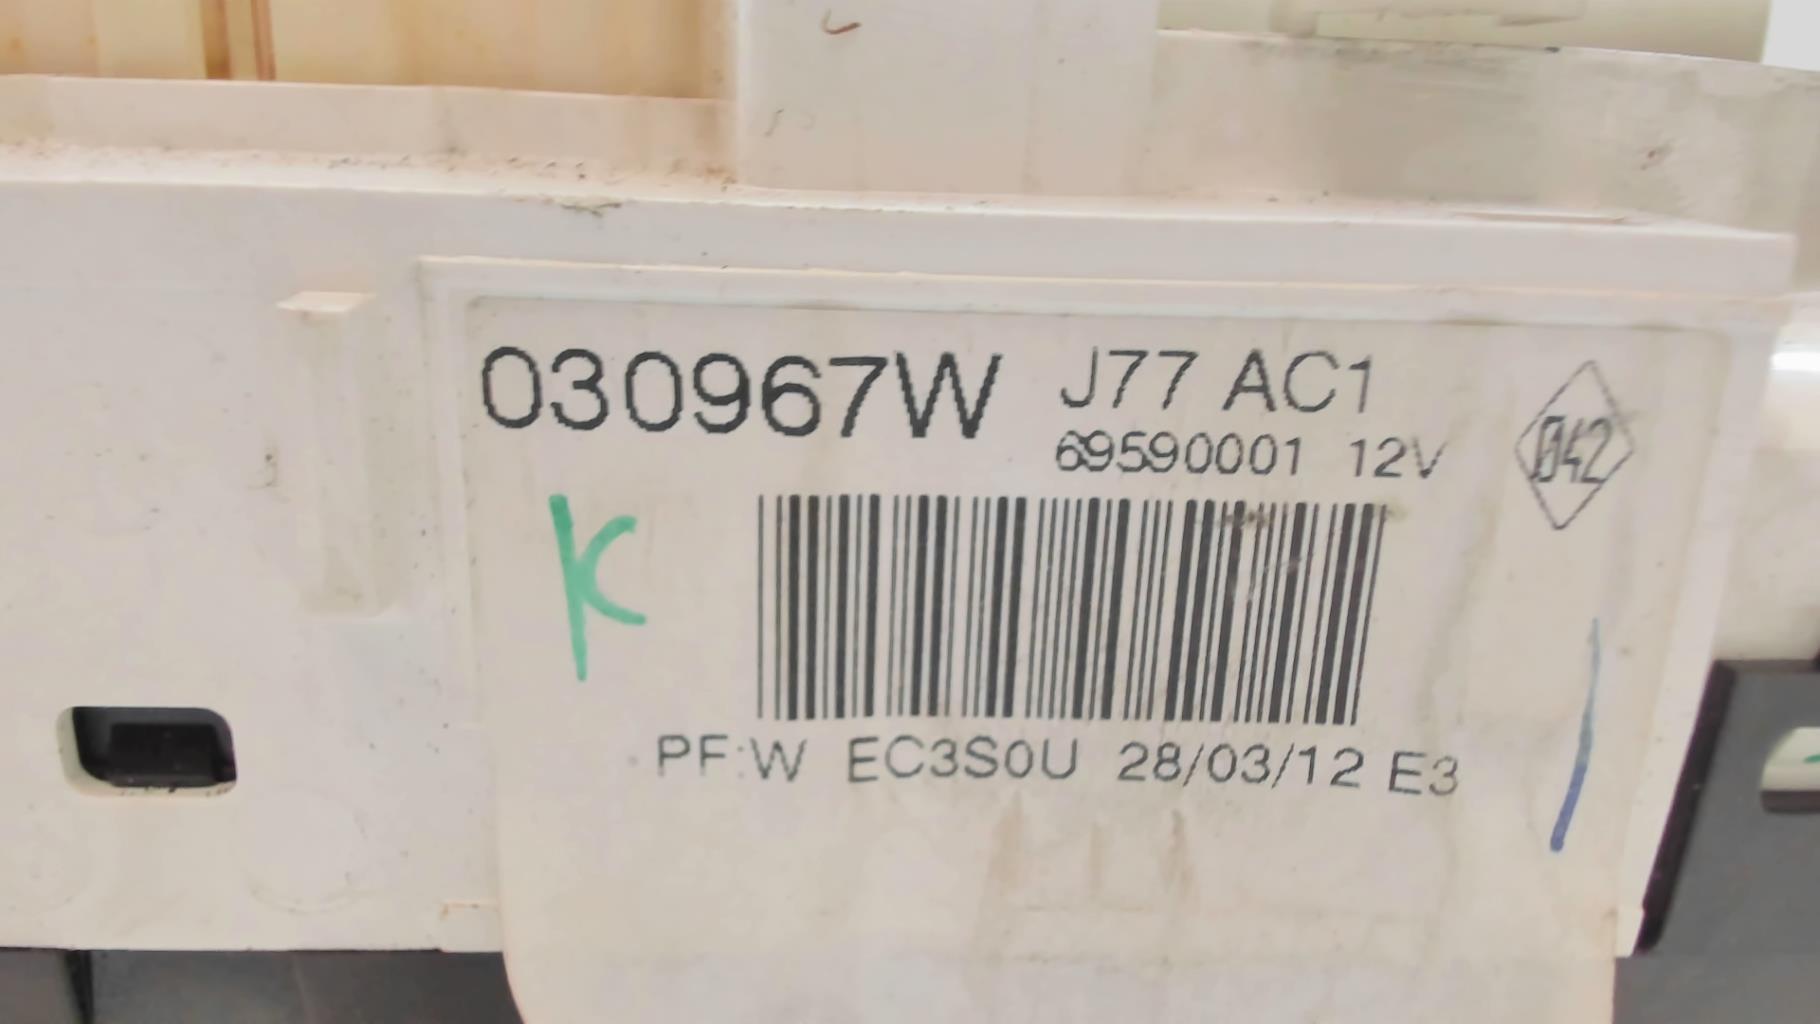 030967W J77 AC1
69590001 12V
042
K
PF:W EC3S0U 28/03/12 E3